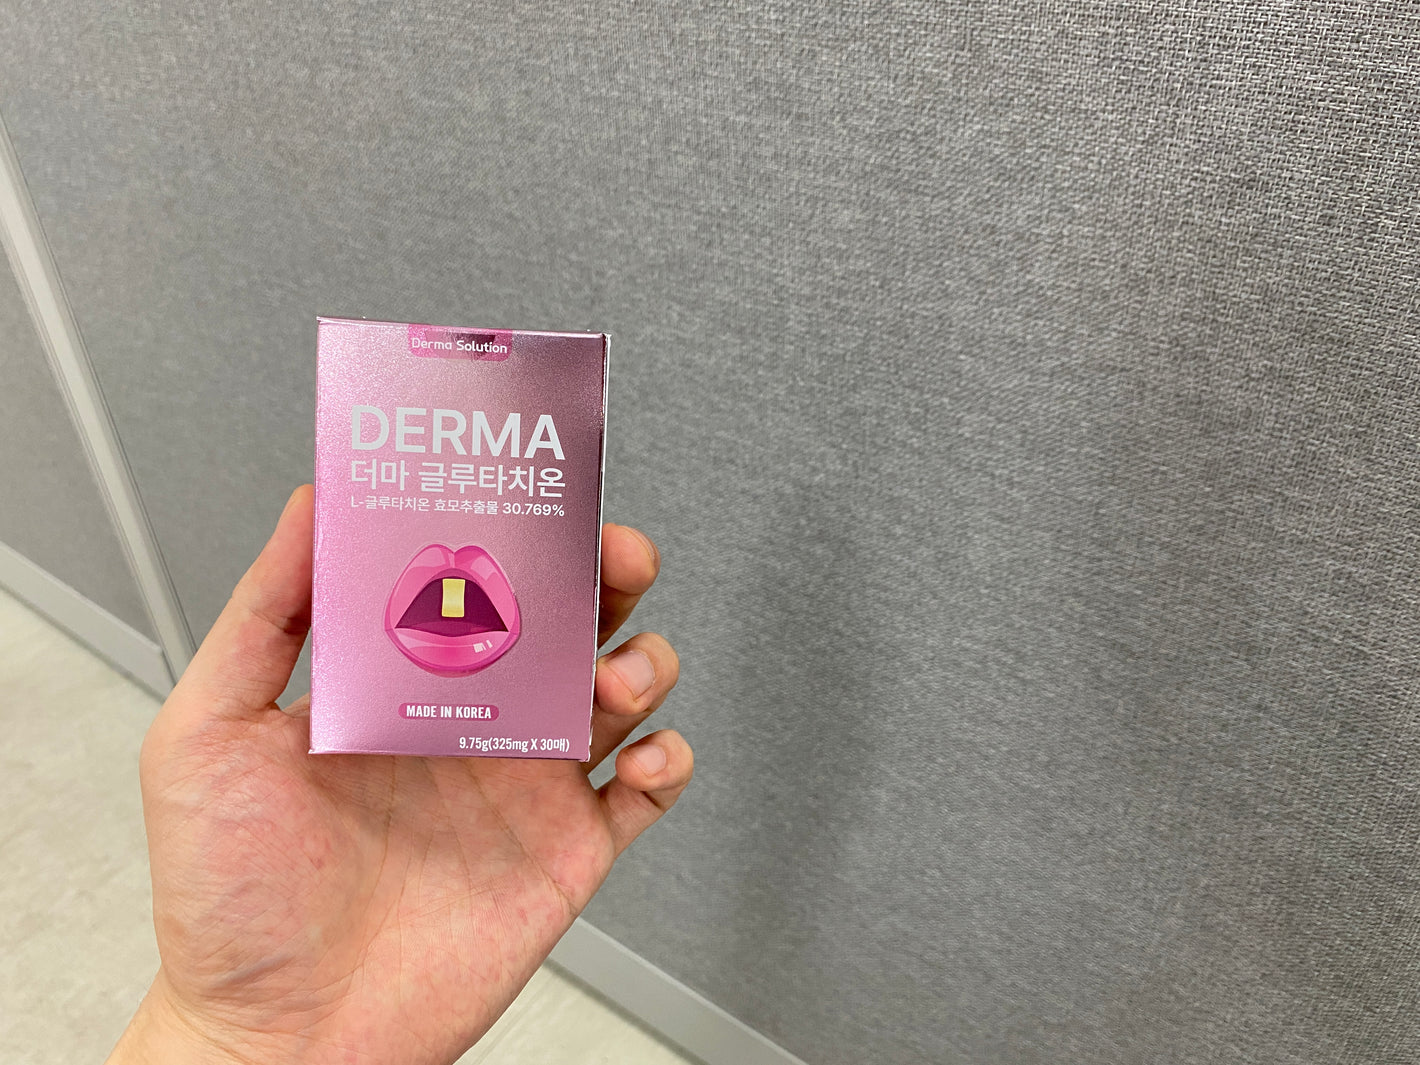 Derma Solution
DERMA
더마 글루타치온
L-글루타치온 효모추출물 30.769%
MADE IN KOREA
9.75g(325mg X 30매)